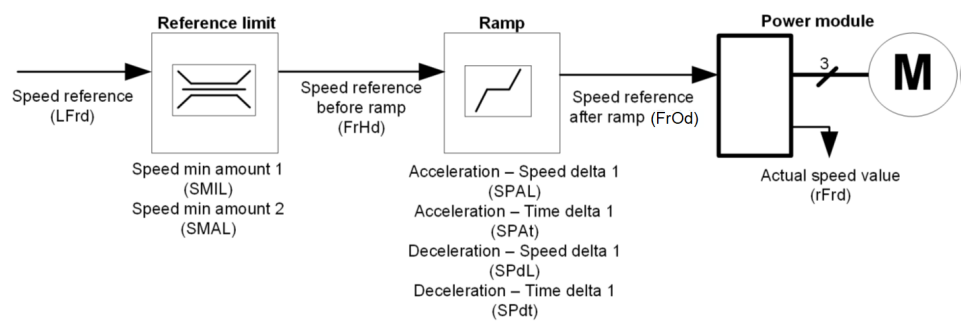 Reference limit
Ramp
Power module
Speed reference
(LFrd)
Speed reference
before ramp
(FrHd)
Speed reference
after ramp (FrOd)
3
M
Speed min amount 1
(SMIL)
Speed min amount 2
(SMAL)
Acceleration – Speed delta 1
(SPAL)
Acceleration – Time delta 1
(SPAt)
Deceleration – Speed delta 1
(SPdL)
Deceleration – Time delta 1
(SPdt)
Actual speed value
(rFrd)